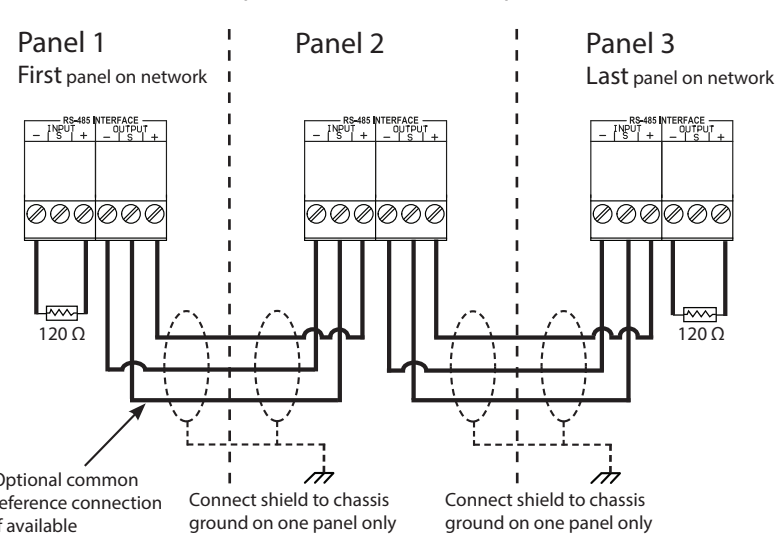 Panel 1
First panel on network
Panel 2
Panel 3
Last panel on network
RS-485 INTERFACE
INPUT OUTPUT
– | S | + – | S | +
RS-485 INTERFACE
INPUT OUTPUT
– | S | + – | S | +
RS-485 INTERFACE
INPUT OUTPUT
– | S | + – | S | +
120 Ω
120 Ω
Optional common
reference connection
if available
Connect shield to chassis
ground on one panel only
Connect shield to chassis
ground on one panel only